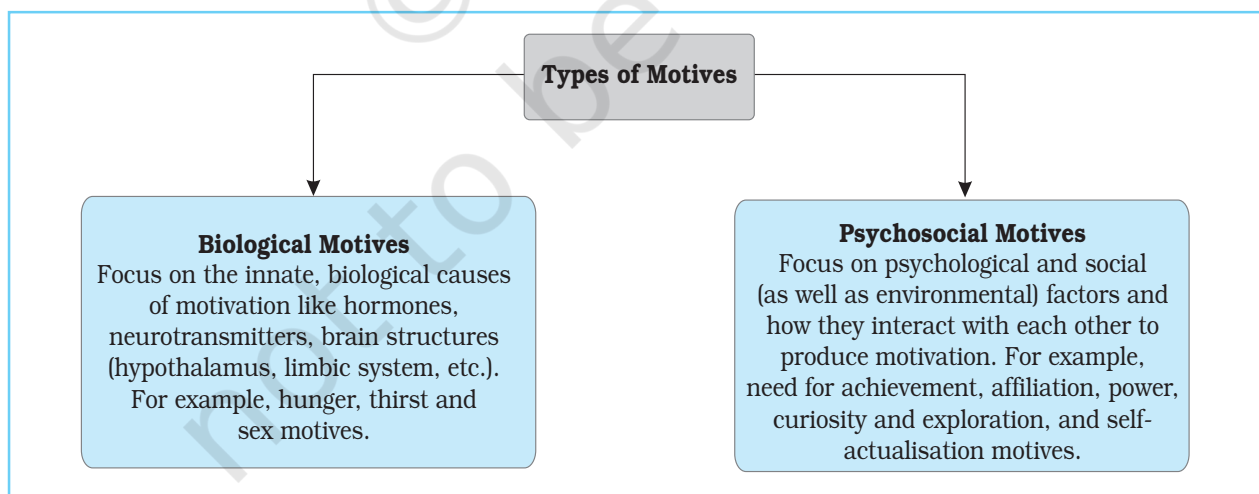 ©
not to be
Types of Motives
Biological Motives
Focus on the innate, biological causes
of motivation like hormones,
neurotransmitters, brain structures
(hypothalamus, limbic system, etc.).
For example, hunger, thirst and
sex motives.
Psychosocial Motives
Focus on psychological and social
(as well as environmental) factors and
how they interact with each other to
produce motivation. For example,
need for achievement, affiliation, power,
curiosity and exploration, and self-
actualisation motives.